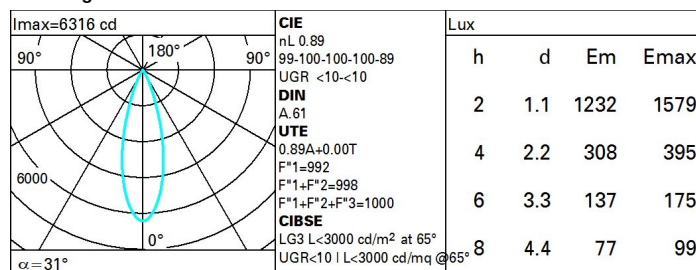 Imax=6316 cd
90° 180° 90°
6000
0°
α=31°
CIE
nL 0.89
99-100-100-100-89
UGR <10-<10
DIN
A.61
UTE
0.89A+0.00T
F"1=992
F"1+F"2=998
F"1+F"2+F"3=1000
CIBSE
LG3 L<3000 cd/m² at 65°
UGR<10 | L<3000 cd/mq @65°
Lux
h d Em Emax
2 1.1 1232 1579
4 2.2 308 395
6 3.3 137 175
8 4.4 77 99